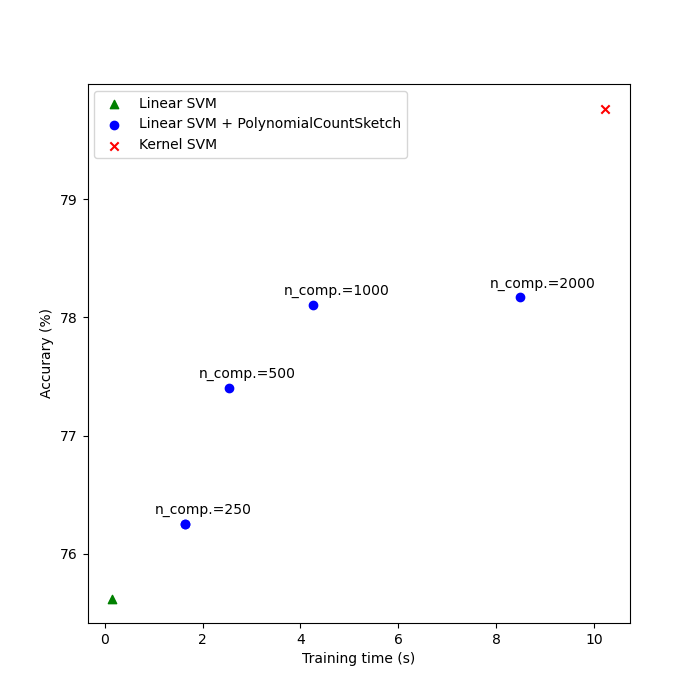 Linear SVM
Linear SVM + PolynomialCountSketch
Kernel SVM
79
78
77
76
n_comp.=1000
n_comp.=2000
n_comp.=500
n_comp.=250
Accurary (%)
0 2 4 6 8 10
Training time (s)